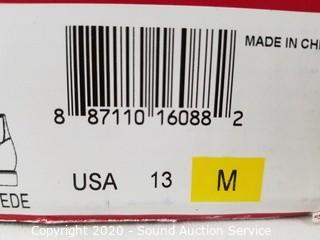 MADE IN CHI
8 87110 16088 2
EDE
USA 13 M
Copyright 2020 - Sound Auction Service